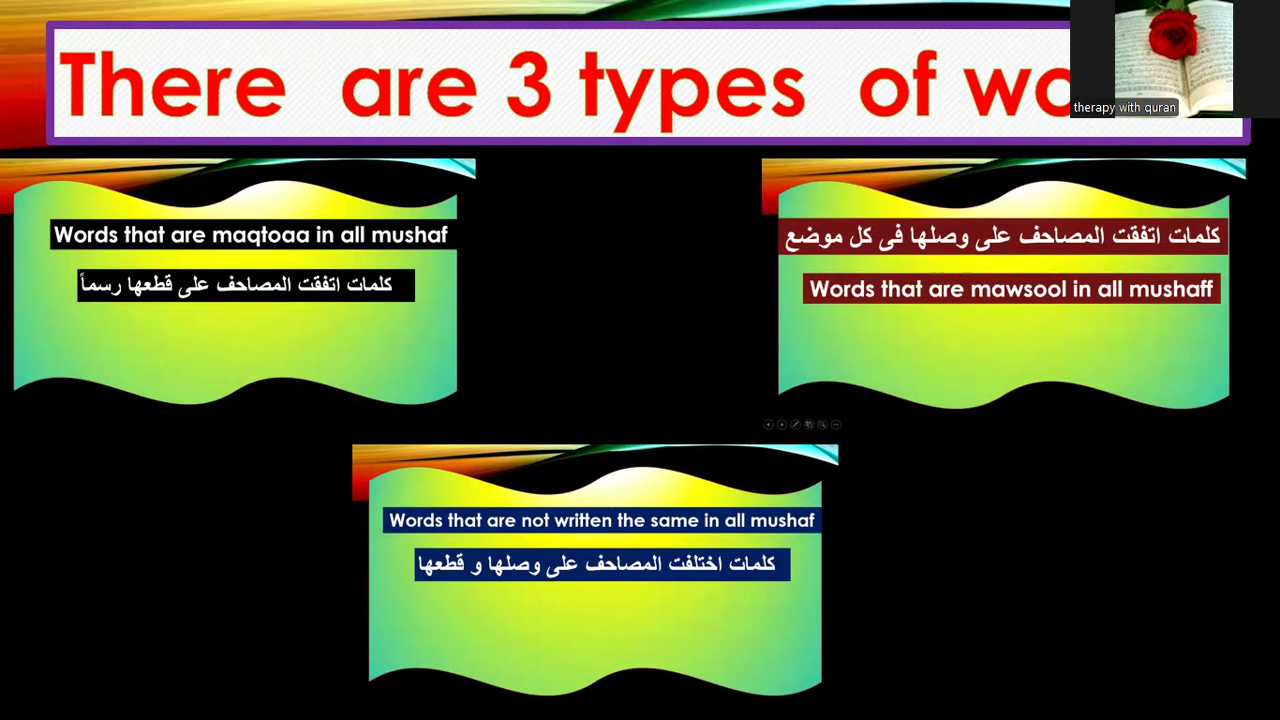 There are 3 types of
therapy with quran
Words that are maqtoaa in all mushaf
كلمات اتفقت المصاحف على قطعها رسماً
كلمات اتفقت المصاحف على وصلها فى كل موضع
Words that are mawsool in all mushaff
Words that are not written the same in all mushaf
كلمات اختلفت المصاحف على وصلها و قطعها